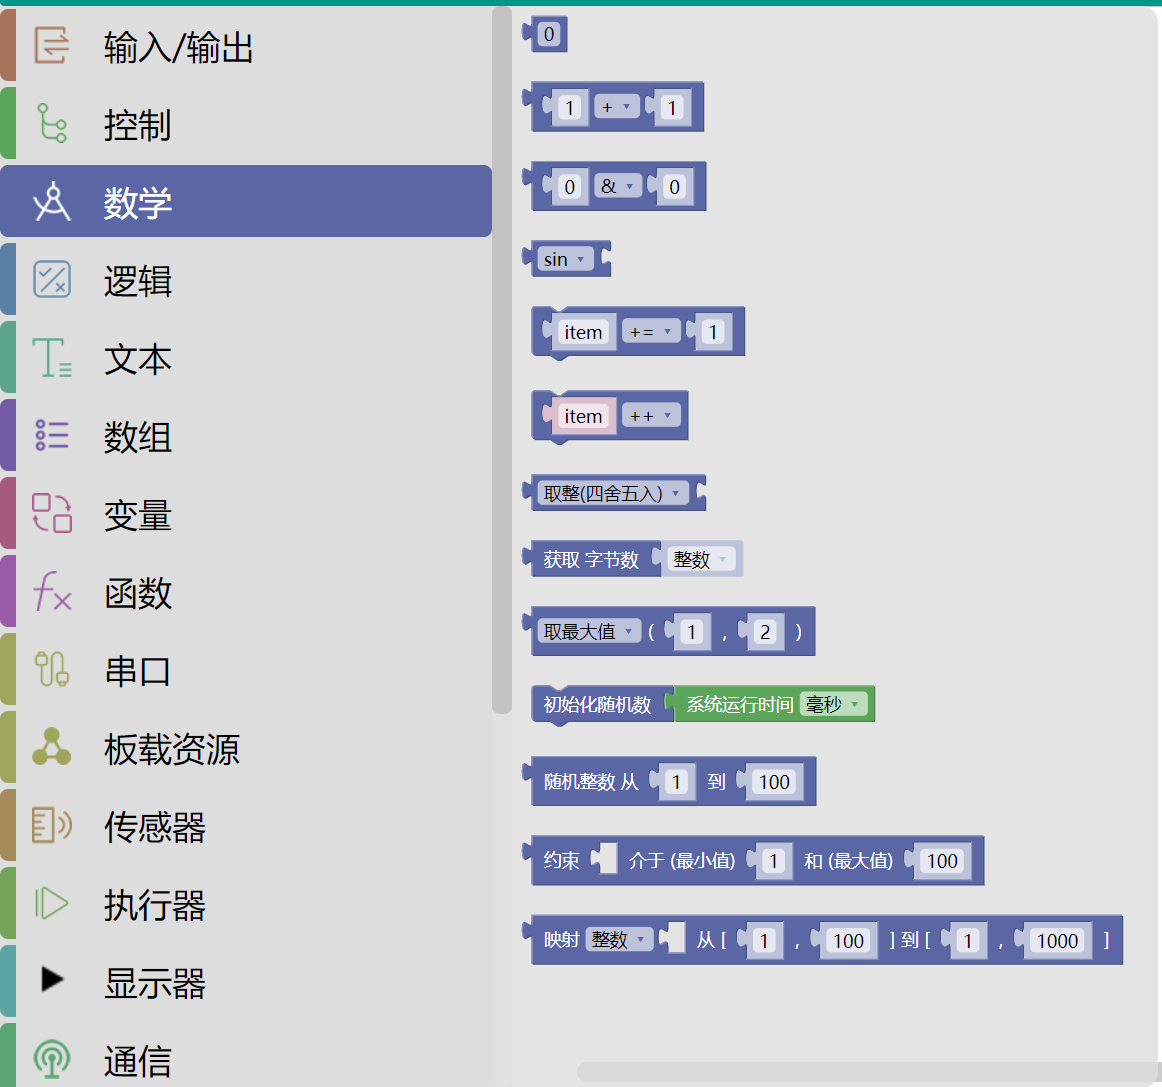 输入/输出
控制
数学
逻辑
文本
数组
变量
函数
串口
板载资源
传感器
执行器
显示器
通信
0
1 + 1
0 & 0
sin
item += 1
item ++
取整(四舍五入)
获取 字节数 整数
取最大值 ( 1 , 2 )
初始化随机数 系统运行时间 毫秒
随机整数 从 1 到 100
约束 介于 (最小值) 1 和 (最大值) 100
映射 整数 从 [ 1 , 100 ] 到 [ 1 , 1000 ]